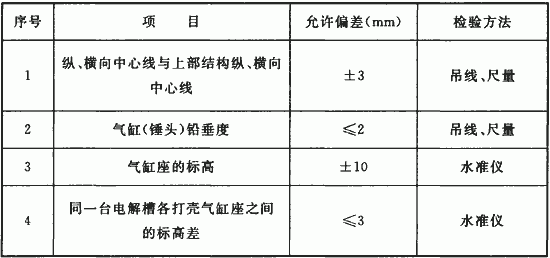 序号 项 目 允许偏差(mm) 检验方法
1 纵、横向中心线与上部结构纵、横向中心线 ±3 吊线、尺量
2 气缸(锤头)铅垂度 ≤2 吊线、尺量
3 气缸座的标高 ±10 水准仪
4 同一台电解槽各打壳气缸座之间的标高差 ≤3 水准仪